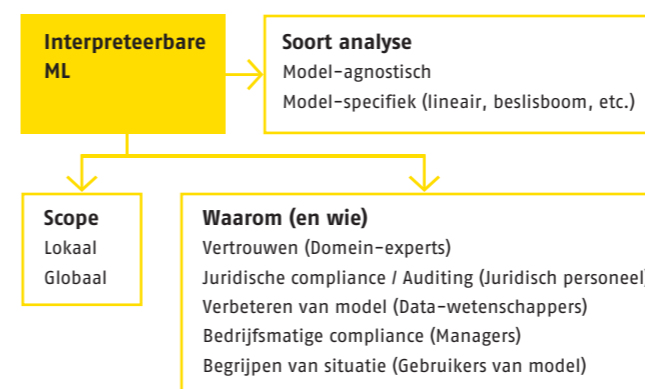 Interpreteerbare
ML
Soort analyse
Model-agnostisch
Model-specifiek (lineair, beslisboom, etc.)
Scope
Lokaal
Globaal
Waarom (en wie)
Vertrouwen (Domein-experts)
Juridische compliance / Auditing (Juridisch personeel)
Verbeteren van model (Data-wetenschappers)
Bedrijfsmatige compliance (Managers)
Begrijpen van situatie (Gebruikers van model)